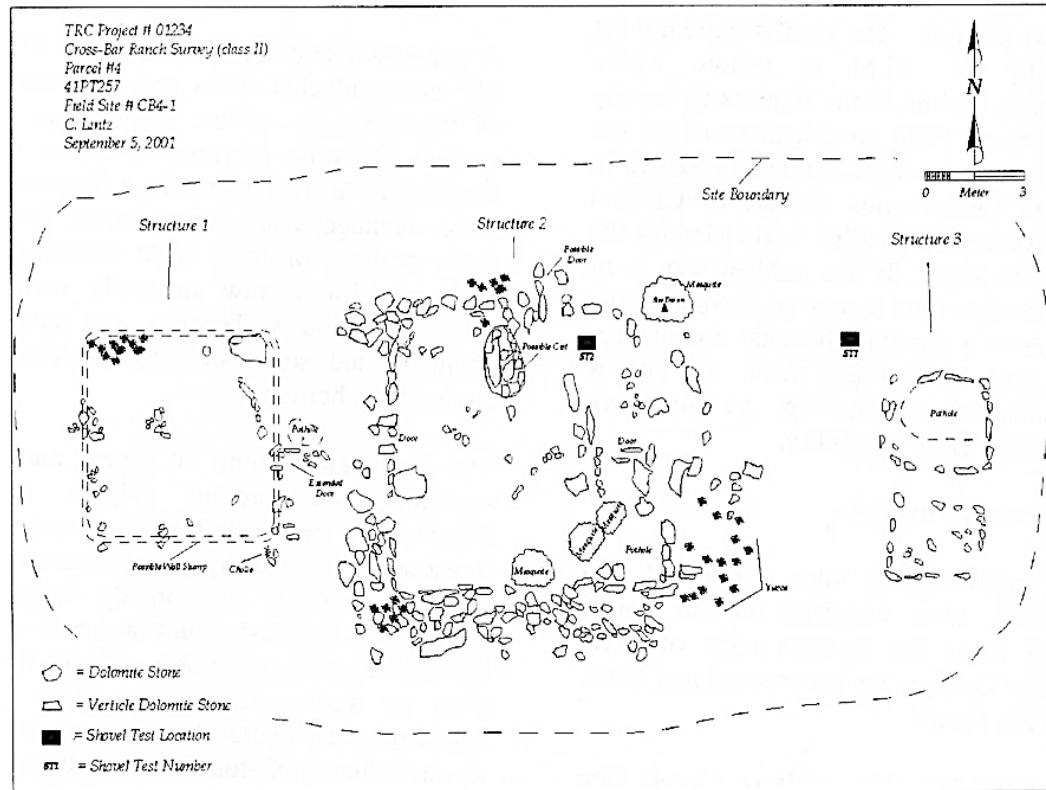 TRC Project # 01234
Cross-Bar Ranch Survey (class II)
Parcel #4
41PT257
Field Site # CB4-1
C. Lintz
September 5, 2001
N
0 Meter 3
Site Boundary
Structure 1
Structure 2
Structure 3
Possible Door
Mesquite
Possible Cist
ST2
ST1
Pothole
Door
Pothole
Door
Extended Door
Mesquite
Mesquite
Pothole
Possible Wall Slump
Cholla
Yucca
= Dolomite Stone
= Verticle Dolomite Stone
= Shovel Test Location
ST1 = Shovel Test Number